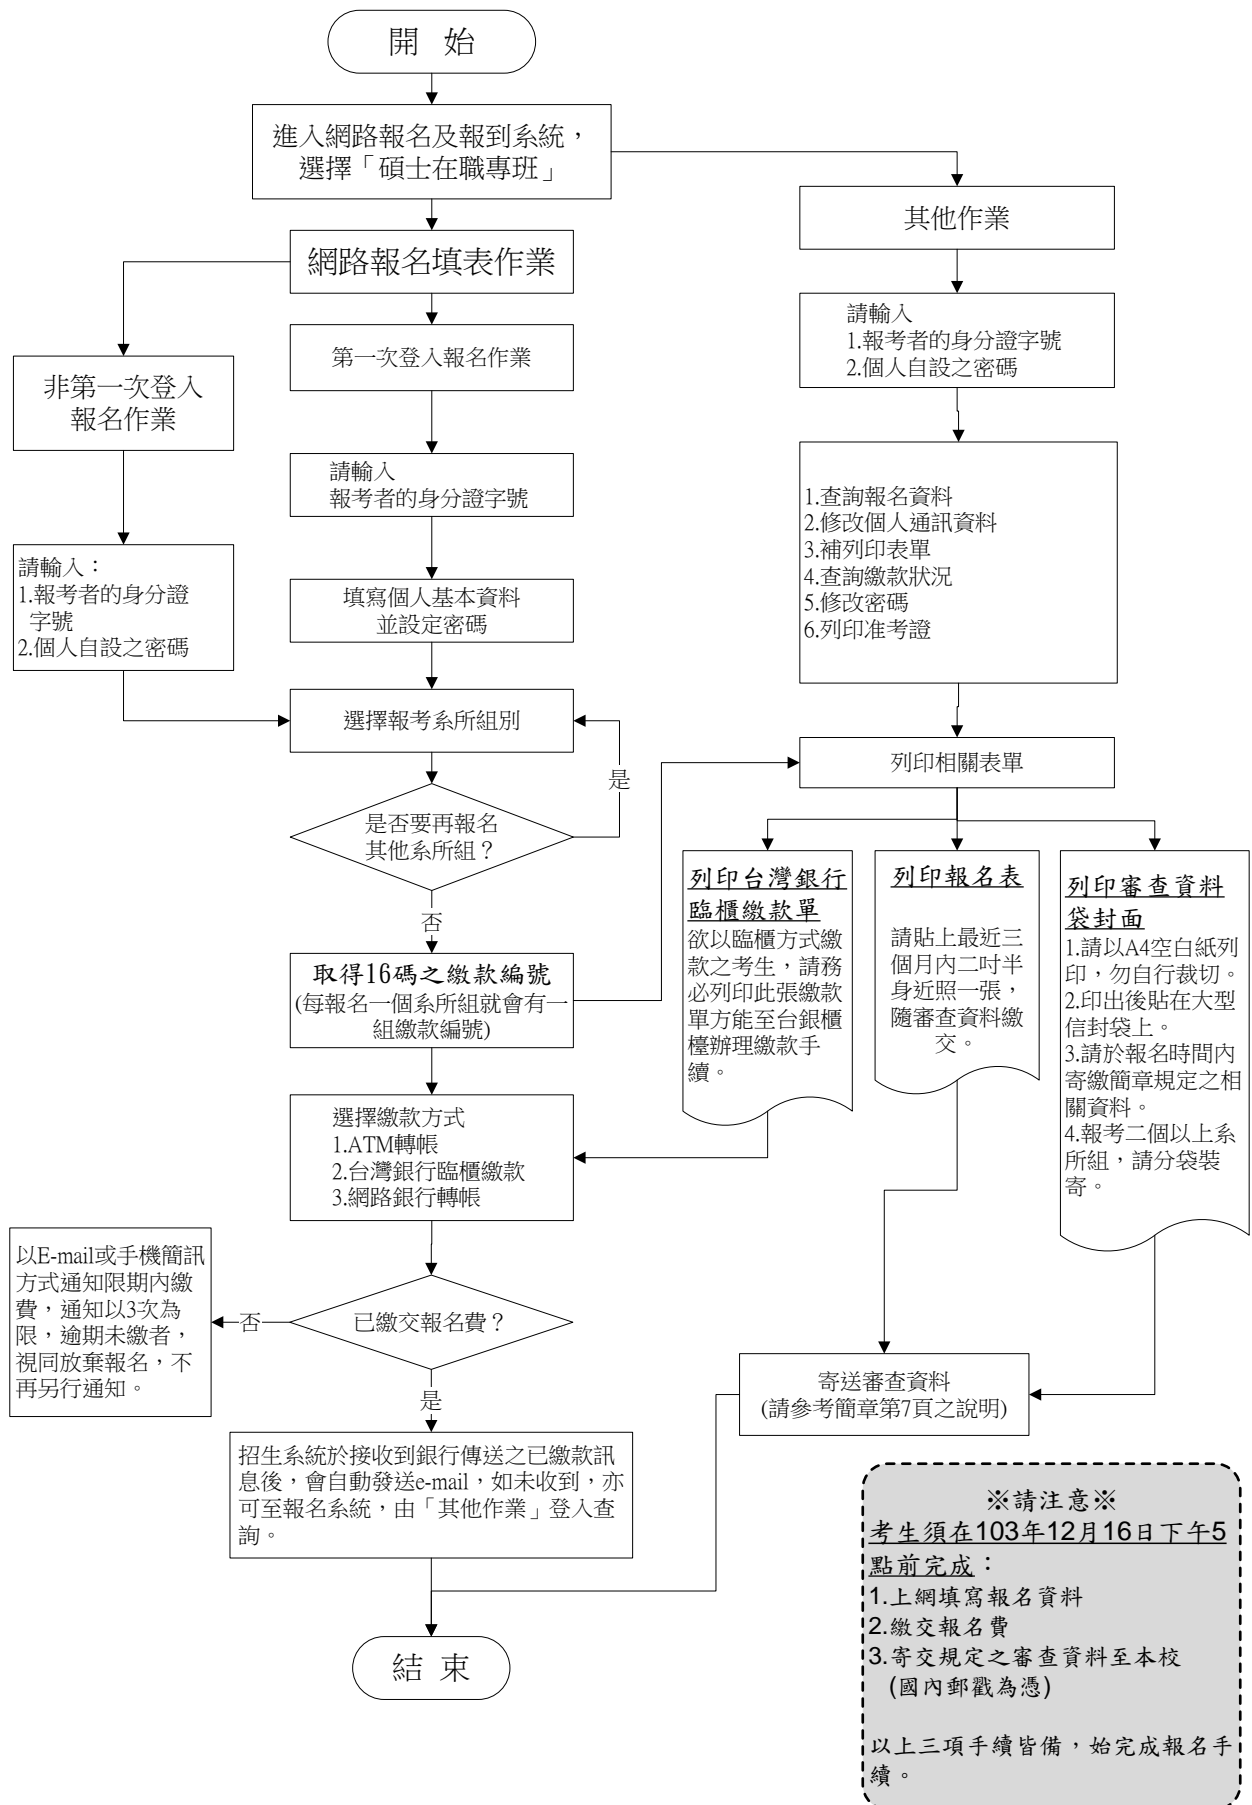 開 始
進入網路報名及報到系統，
選擇「碩士在職專班」
網路報名填表作業
第一次登入報名作業
非第一次登入
報名作業
請輸入
報考者的身分證字號
請輸入：
1.報考者的身分證
字號
2.個人自設之密碼
填寫個人基本資料
並設定密碼
選擇報考系所組別
是
是否要再報名
其他系所組？
否
取得16碼之繳款編號
(每報名一個系所組就會有一
組繳款編號)
選擇繳款方式
1.ATM轉帳
2.台灣銀行臨櫃繳款
3.網路銀行轉帳
已繳交報名費？
否
以E-mail或手機簡訊
方式通知限期內繳
費，通知以3次為
限，逾期未繳者，
視同放棄報名，不
再另行通知。
是
招生系統於接收到銀行傳送之已繳款訊
息後，會自動發送e-mail，如未收到，亦
可至報名系統，由「其他作業」登入查
詢。
結 束
其他作業
請輸入
1.報考者的身分證字號
2.個人自設之密碼
1.查詢報名資料
2.修改個人通訊資料
3.補列印表單
4.查詢繳款狀況
5.修改密碼
6.列印准考證
列印相關表單
列印台灣銀行
臨櫃繳款單
欲以臨櫃方式繳
款之考生，請務
必列印此張繳款
單方能至台銀櫃
檯辦理繳款手
續。
列印報名表
請貼上最近三
個月內二吋半
身近照一張，
隨審查資料繳
交。
列印審查資料
袋封面
1.請以A4空白紙列
印，勿自行裁切。
2.印出後貼在大型
信封袋上。
3.請於報名時間內
寄繳簡章規定之相
關資料。
4.報考二個以上系
所組，請分袋裝
寄。
寄送審查資料
(請參考簡章第7頁之說明)
※請注意※
考生須在103年12月16日下午5
點前完成：
1.上網填寫報名資料
2.繳交報名費
3.寄交規定之審查資料至本校
(國內郵戳為憑)
以上三項手續皆備，始完成報名手
續。